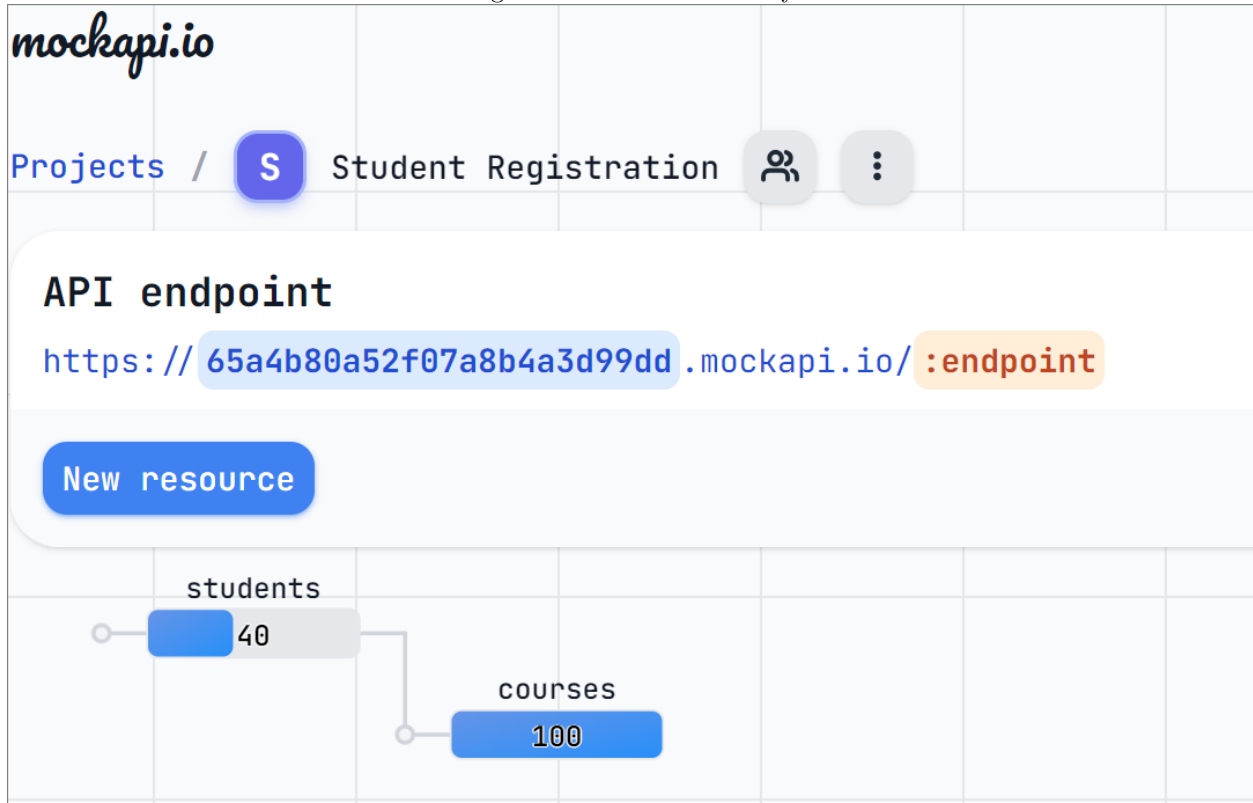 mockapi.io
Projects / S Student Registration
API endpoint
https://65a4b80a52f07a8b4a3d99dd.mockapi.io/:endpoint
New resource
students
40
courses
100